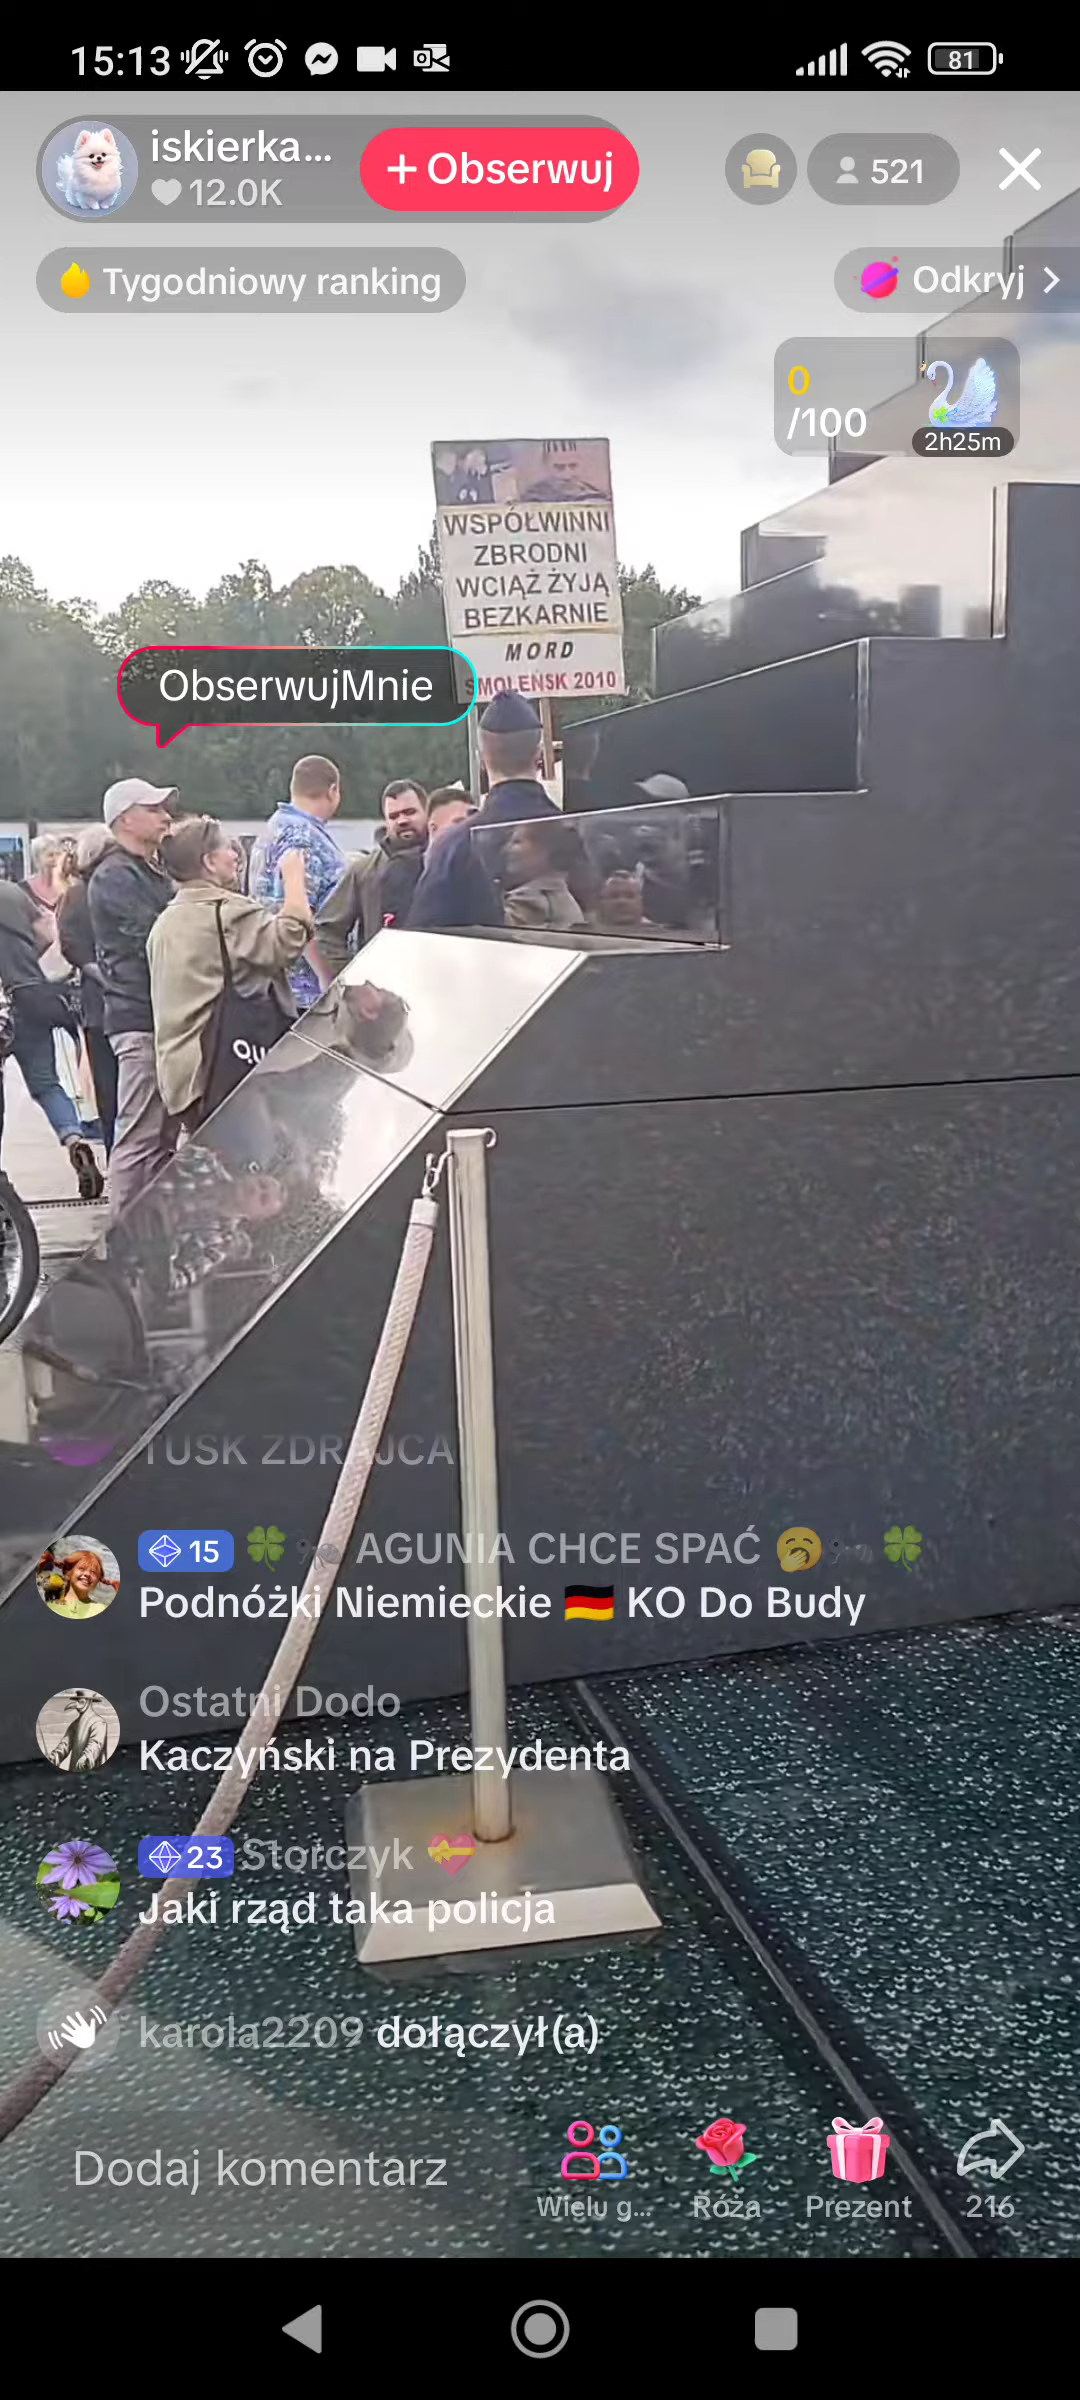 15:13
81
iskierka...
12.0K
+ Obserwuj
521
Tygodniowy ranking
Odkryj
0
/100
2h25m
WSPÓŁWINNI
ZBRODNI
WCIĄŻ ŻYJĄ
BEZKARNIE
MORD
SMOLEŃSK 2010
ObserwujMnie
TUSK ZDRAJCA
15 AGUNIA CHCE SPAĆ
Podnóżki Niemieckie KO Do Budy
Ostatni Dodo
Kaczyński na Prezydenta
23 Storczyk
Jaki rząd taka policja
karola2209 dołączył(a)
Dodaj komentarz
Wielu g...
Róża
Prezent
216